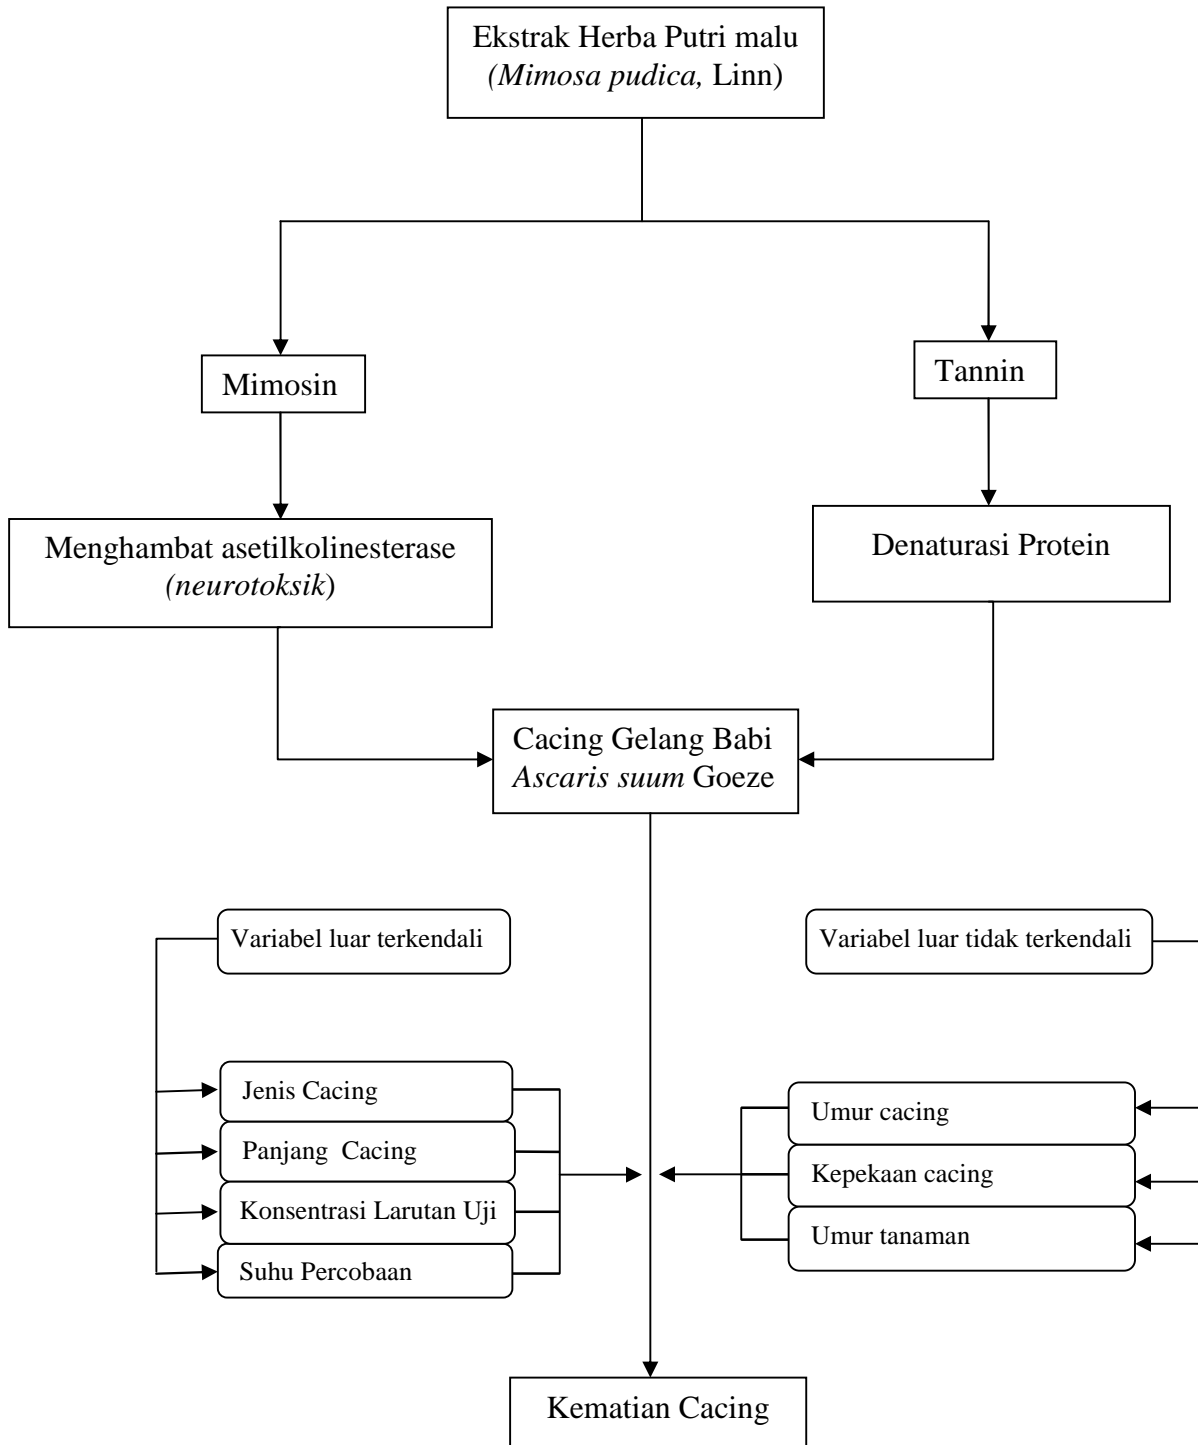 Ekstrak Herba Putri malu
(Mimosa pudica, Linn)
Mimosin
Tannin
Menghambat asetilkolinesterase
(neurotoksik)
Denaturasi Protein
Cacing Gelang Babi
Ascaris suum Goeze
Variabel luar terkendali
Variabel luar tidak terkendali
Jenis Cacing
Panjang Cacing
Konsentrasi Larutan Uji
Suhu Percobaan
Umur cacing
Kepekaan cacing
Umur tanaman
Kematian Cacing